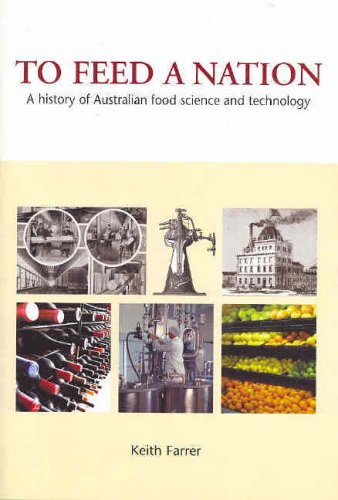 TO FEED A NATION
A history of Australian food science and technology
Keith Farrer